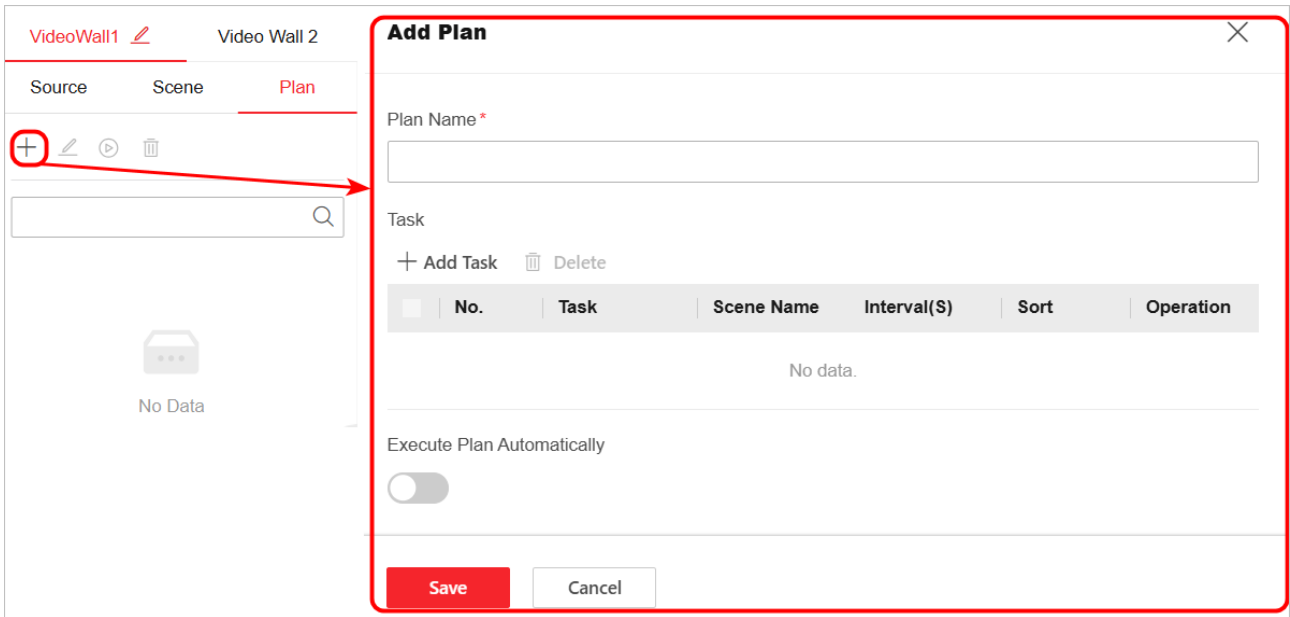 VideoWall1 Video Wall 2
Source Scene Plan
No Data
Add Plan
Plan Name*
Task
Add Task Delete
No. Task Scene Name Interval(S) Sort Operation
No data.
Execute Plan Automatically
Save Cancel